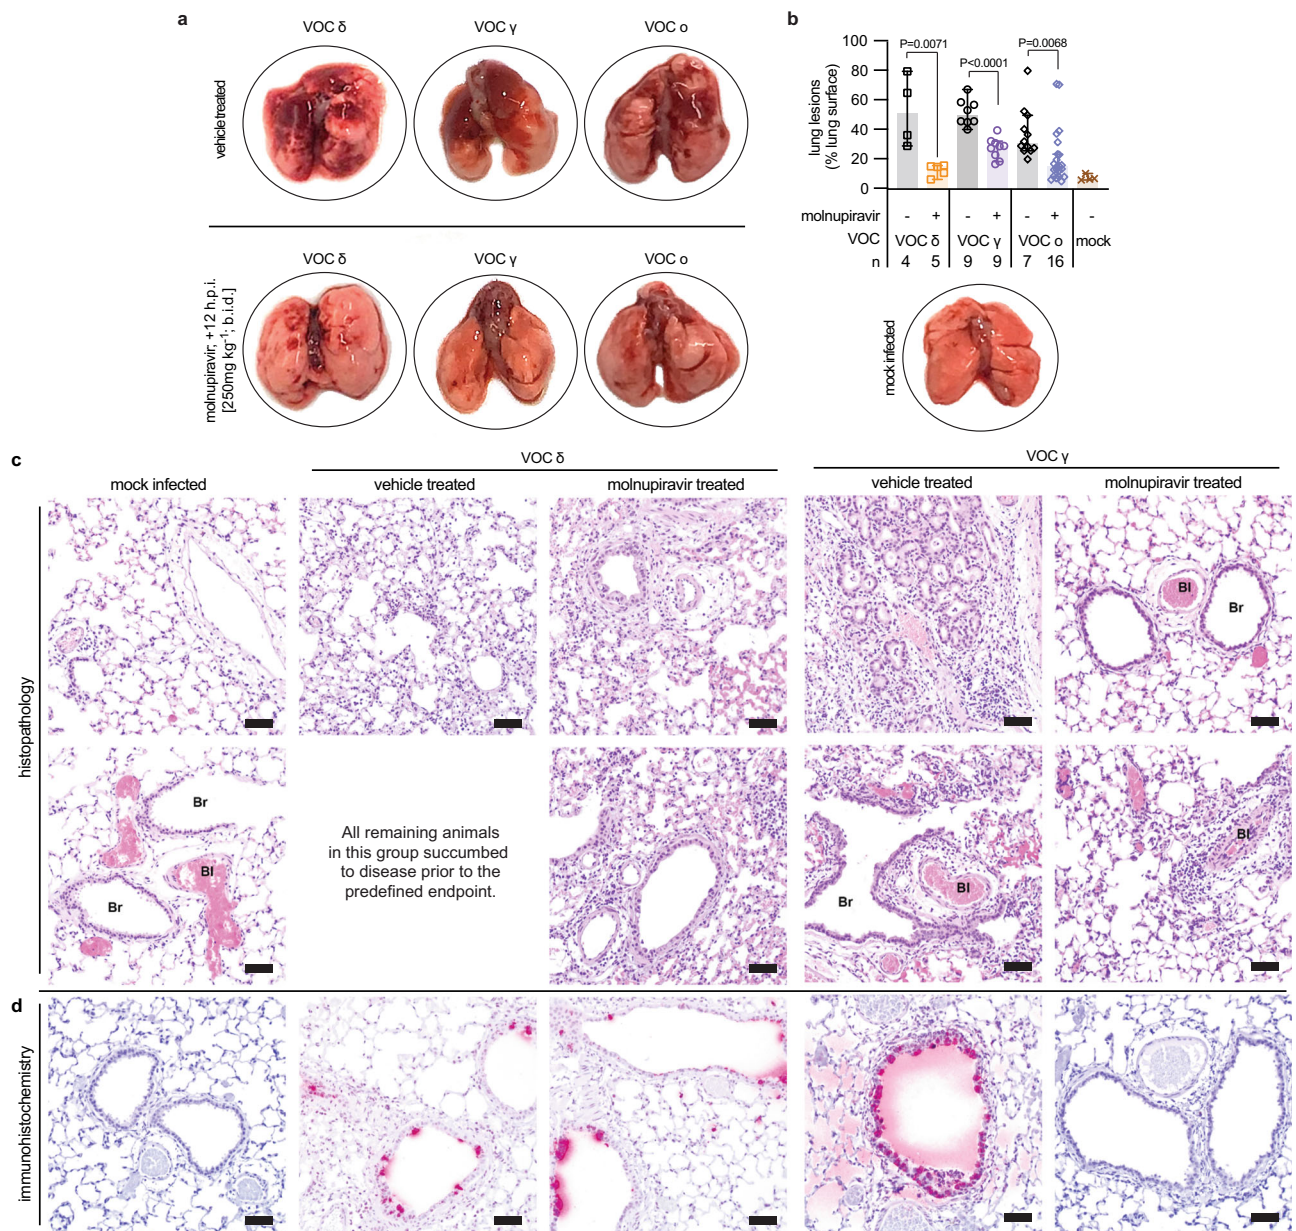 a
VOC δ
VOC γ
VOC o
vehicle treated
VOC δ
VOC γ
VOC o
molnupiravir; +12 h.p.i.
[250mg kg⁻¹; b.i.d.]
b
100
80
60
40
20
0
lung lesions
(% lung surface)
P=0.0071
P<0.0001
P=0.0068
molnupiravir - + - + - + -
VOC VOC δ VOC γ VOC o mock
n 4 5 9 9 7 16
mock infected
c
VOC δ
VOC γ
mock infected
vehicle treated
molnupiravir treated
vehicle treated
molnupiravir treated
histopathology
Bl
Br
Br
Bl
Br
All remaining animals
in this group succumbed
to disease prior to the
predefined endpoint.
Bl
Br
Bl
d
immunohistochemistry